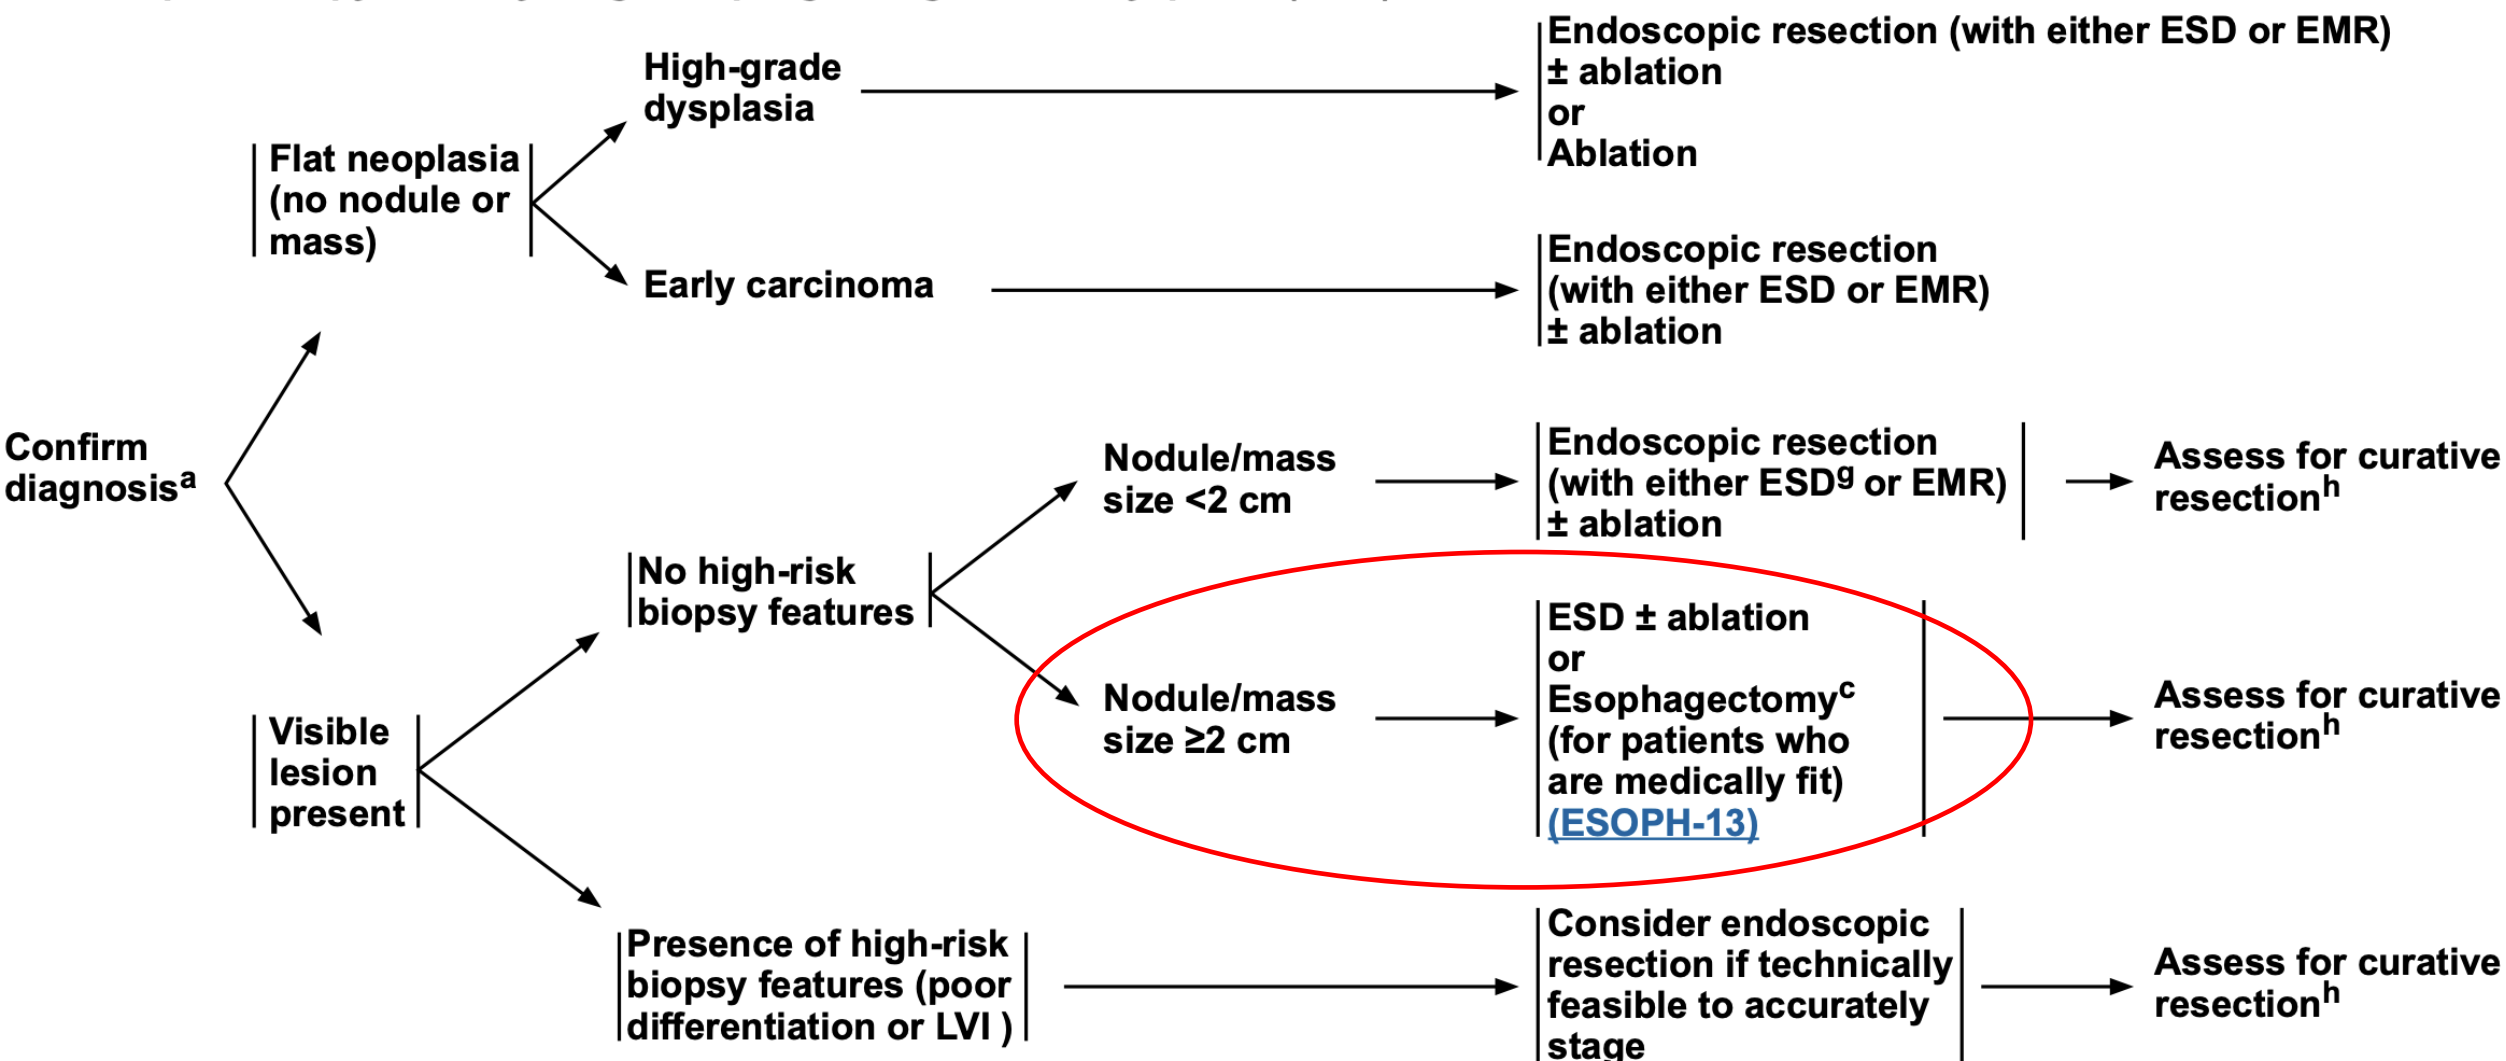 High-grade
dysplasia
Endoscopic resection (with either ESD or EMR)
± ablation
or
Ablation
Flat neoplasia
(no nodule or
mass)
Early carcinoma
Endoscopic resection
(with either ESD or EMR)
± ablation
Confirm
diagnosisa
Nodule/mass
size <2 cm
Endoscopic resection
(with either ESDg or EMR)
± ablation
Assess for curative
resectionh
No high-risk
biopsy features
Nodule/mass
size ≥2 cm
ESD ± ablation
or
Esophagectomyc
(for patients who
are medically fit)
(ESOPH-13)
Assess for curative
resectionh
Visible
lesion
present
Presence of high-risk
biopsy features (poor
differentiation or LVI )
Consider endoscopic
resection if technically
feasible to accurately
stage
Assess for curative
resectionh